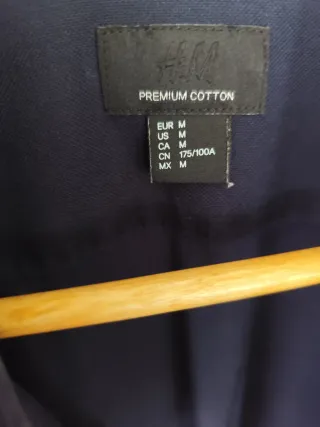 H&M
PREMIUM COTTON
EUR M
US M
CA M
CN 175/100A
MX M